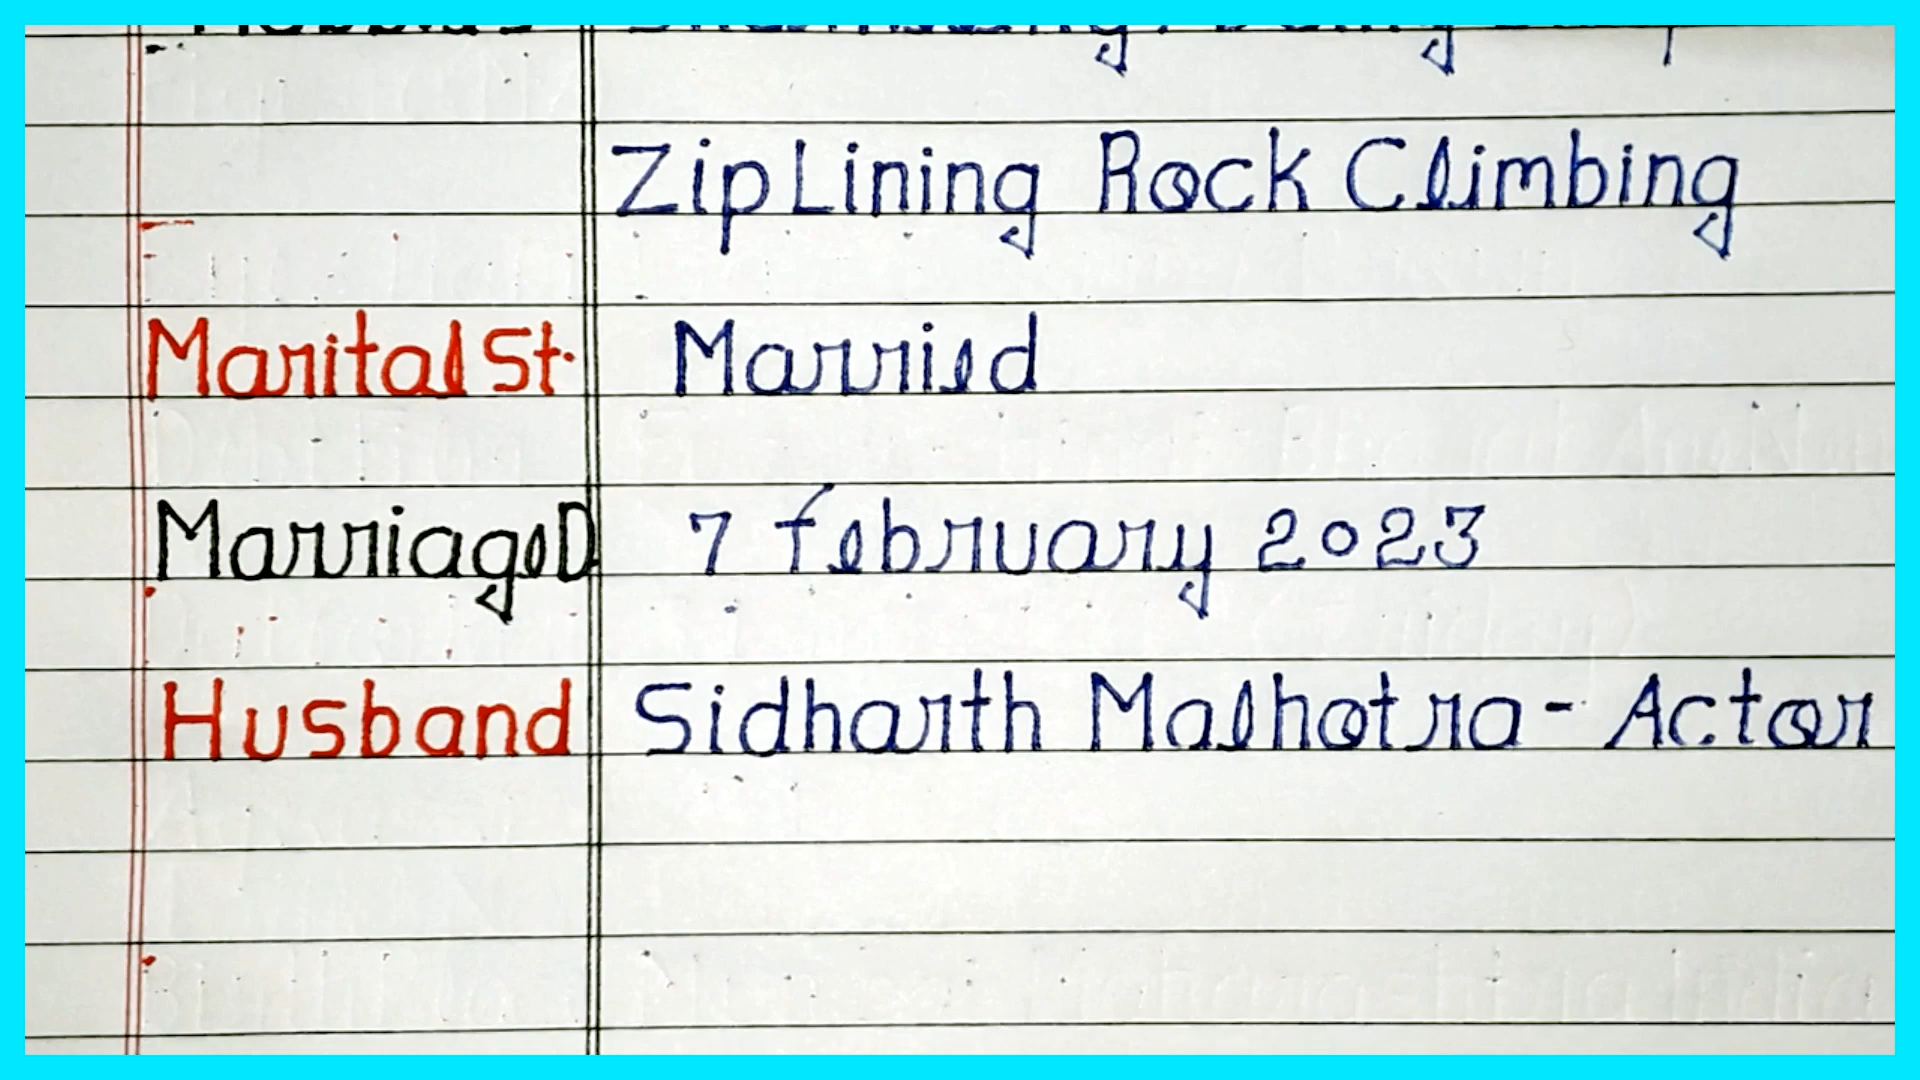 Zip Lining Rock Climbing
Marital St. Married
Marriage D 7 february 2023
Husband Sidharth Malhotra - Actor